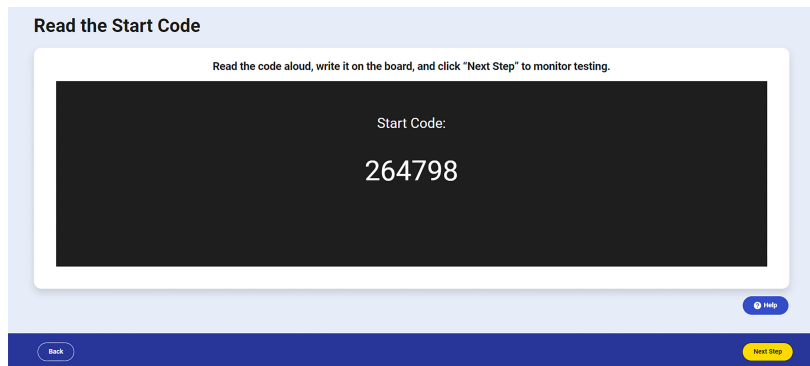 Read the Start Code
Read the code aloud, write it on the board, and click “Next Step” to monitor testing.
Start Code:
264798
Help
Back
Next Step